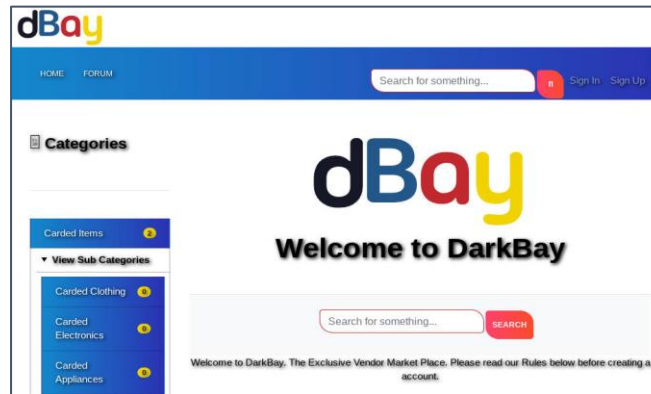 dBay
HOME FORUM
Search for something...
Sign In Sign Up
Categories
dBay
Welcome to DarkBay
Carded Items 2
▼ View Sub Categories
Carded Clothing 0
Carded
Electronics 0
Carded
Appliances 0
Search for something... SEARCH
Welcome to DarkBay. The Exclusive Vendor Market Place. Please read our Rules below before creating a
account.